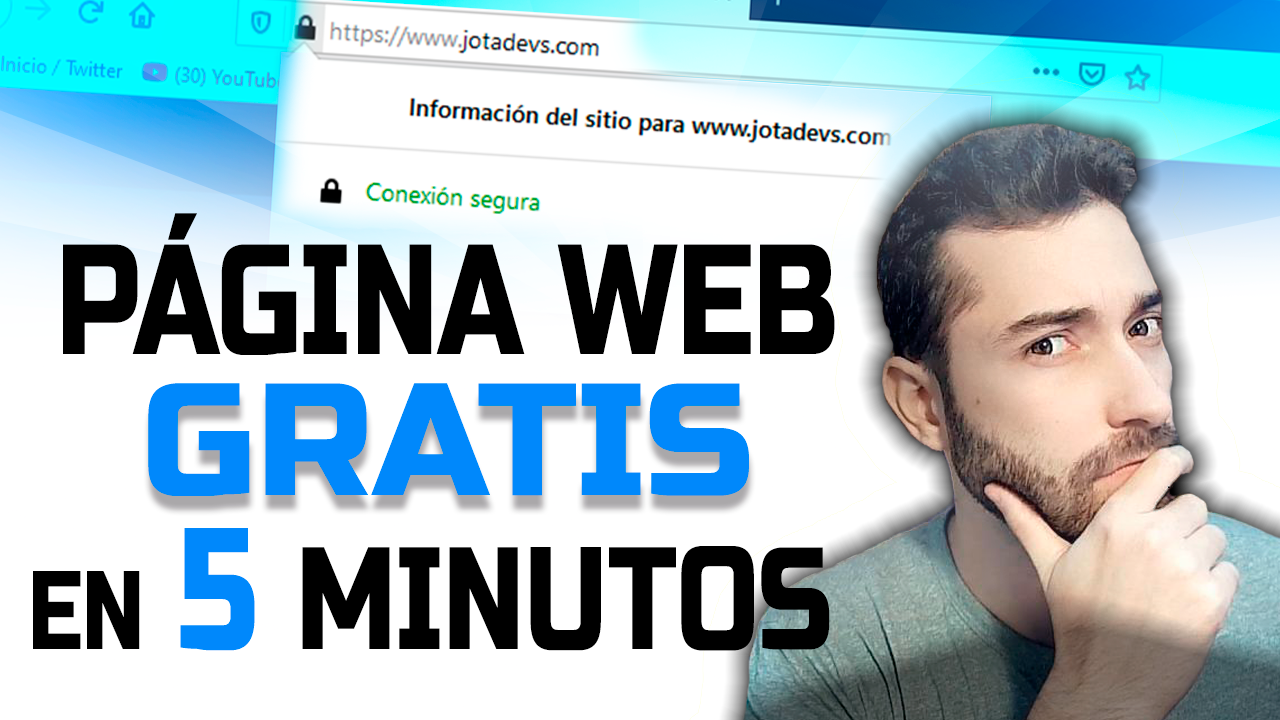 https://www.jotadevs.com
Inicio / Twitter (30) YouTub
Información del sitio para www.jotadevs.com
Conexión segura
PÁGINA WEB
GRATIS
EN 5 MINUTOS